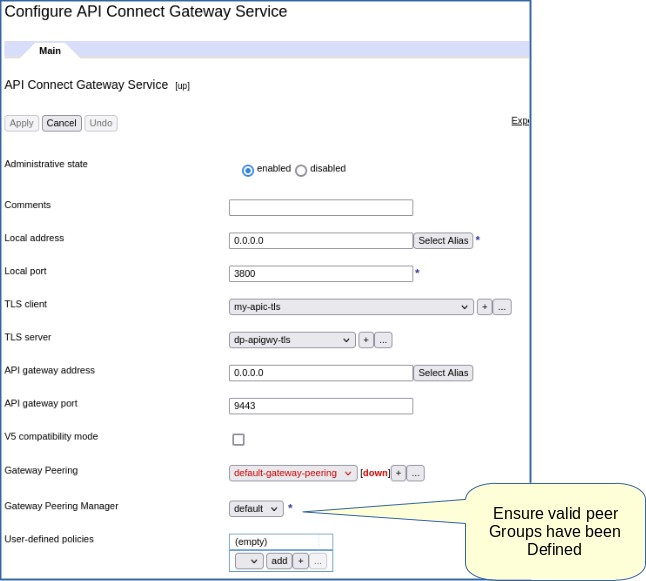 Configure API Connect Gateway Service
Main
API Connect Gateway Service [up]
Apply Cancel Undo
Administrative state enabled disabled
Comments
Local address 0.0.0.0 Select Alias *
Local port 3800 *
TLS client my-apic-tls + ...
TLS server dp-apigwy-tls + ...
API gateway address 0.0.0.0 Select Alias
API gateway port 9443
V5 compatibility mode
Gateway Peering default-gateway-peering [down] + ...
Gateway Peering Manager default *
User-defined policies (empty)
add + ...
Ensure valid peer
Groups have been
Defined